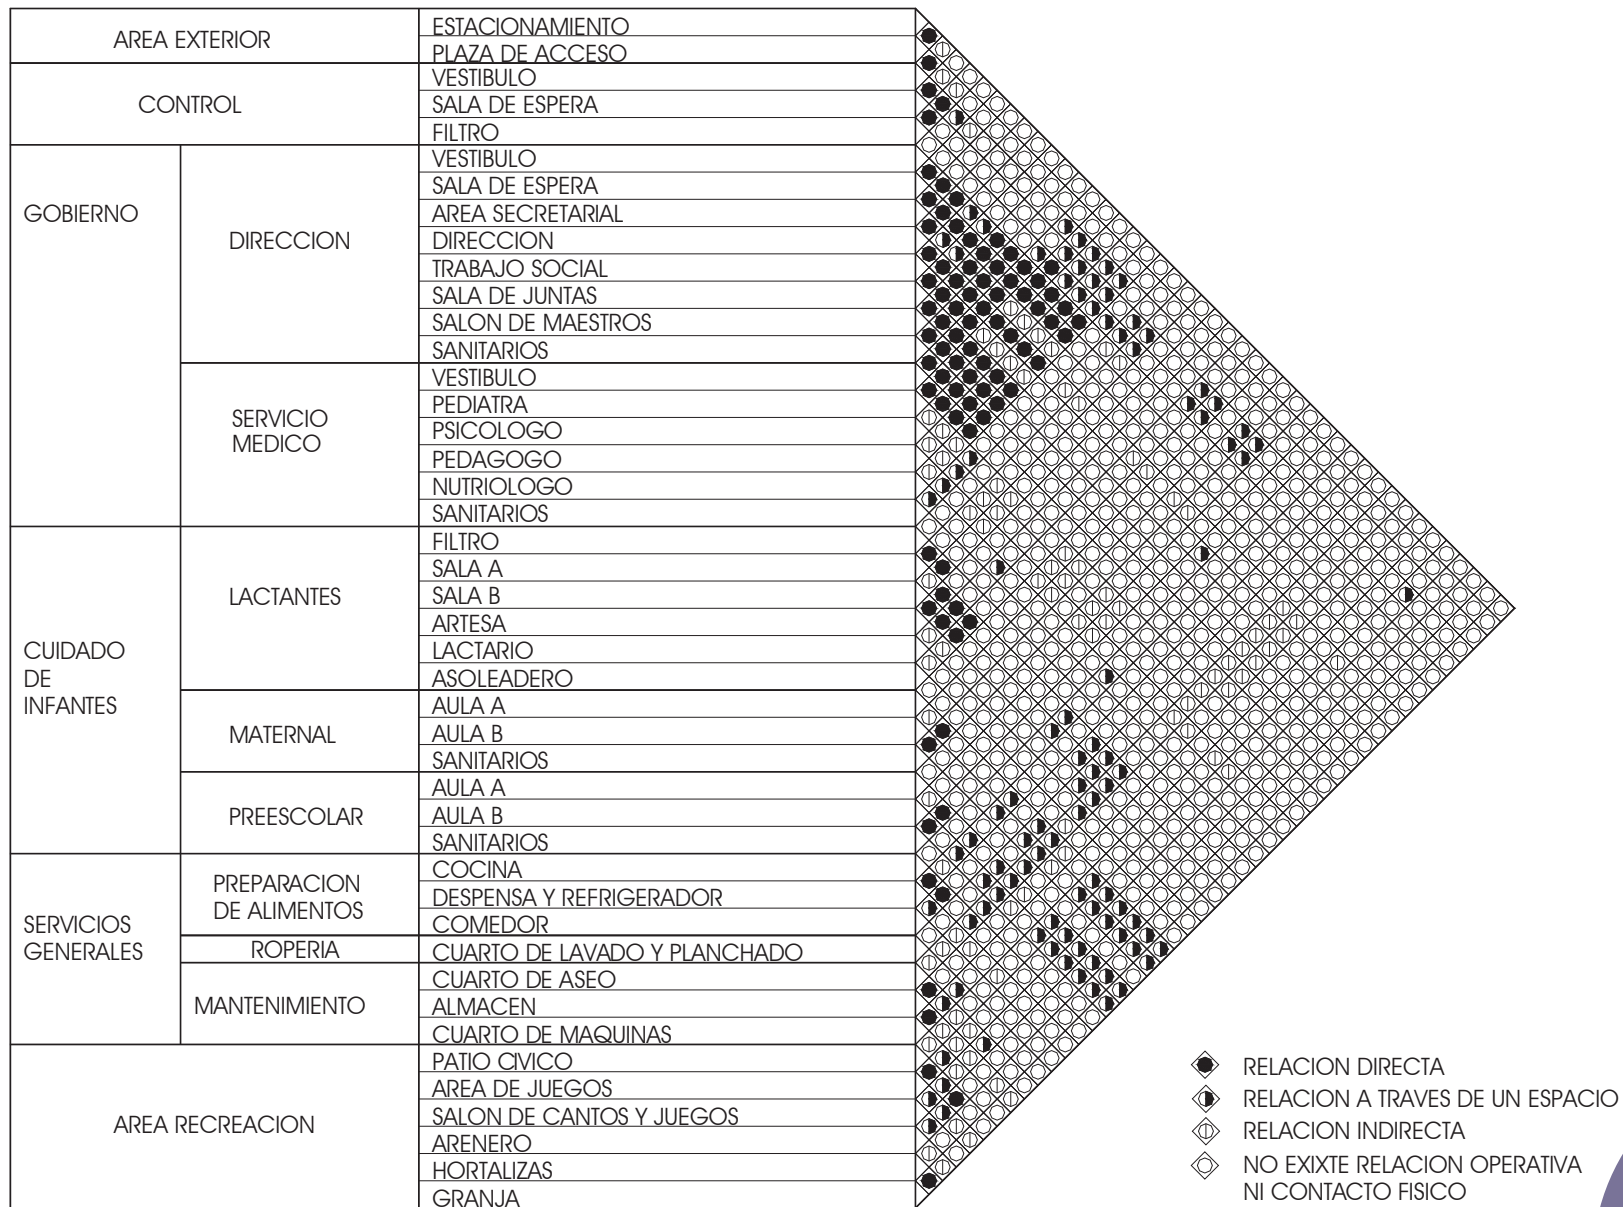 AREA EXTERIOR
ESTACIONAMIENTO
PLAZA DE ACCESO
CONTROL
VESTIBULO
SALA DE ESPERA
FILTRO
GOBIERNO
DIRECCION
VESTIBULO
SALA DE ESPERA
AREA SECRETARIAL
DIRECCION
TRABAJO SOCIAL
SALA DE JUNTAS
SALON DE MAESTROS
SANITARIOS
SERVICIO
MEDICO
VESTIBULO
PEDIATRA
PSICOLOGO
PEDAGOGO
NUTRIOLOGO
SANITARIOS
CUIDADO
DE
INFANTES
LACTANTES
FILTRO
SALA A
SALA B
ARTESA
LACTARIO
ASOLEADERO
MATERNAL
AULA A
AULA B
SANITARIOS
PREESCOLAR
AULA A
AULA B
SANITARIOS
SERVICIOS
GENERALES
PREPARACION
DE ALIMENTOS
COCINA
DESPENSA Y REFRIGERADOR
COMEDOR
ROPERIA
CUARTO DE LAVADO Y PLANCHADO
MANTENIMIENTO
CUARTO DE ASEO
ALMACEN
CUARTO DE MAQUINAS
AREA RECREACION
PATIO CIVICO
AREA DE JUEGOS
SALON DE CANTOS Y JUEGOS
ARENERO
HORTALIZAS
GRANJA
RELACION DIRECTA
RELACION A TRAVES DE UN ESPACIO
RELACION INDIRECTA
NO EXIXTE RELACION OPERATIVA
NI CONTACTO FISICO